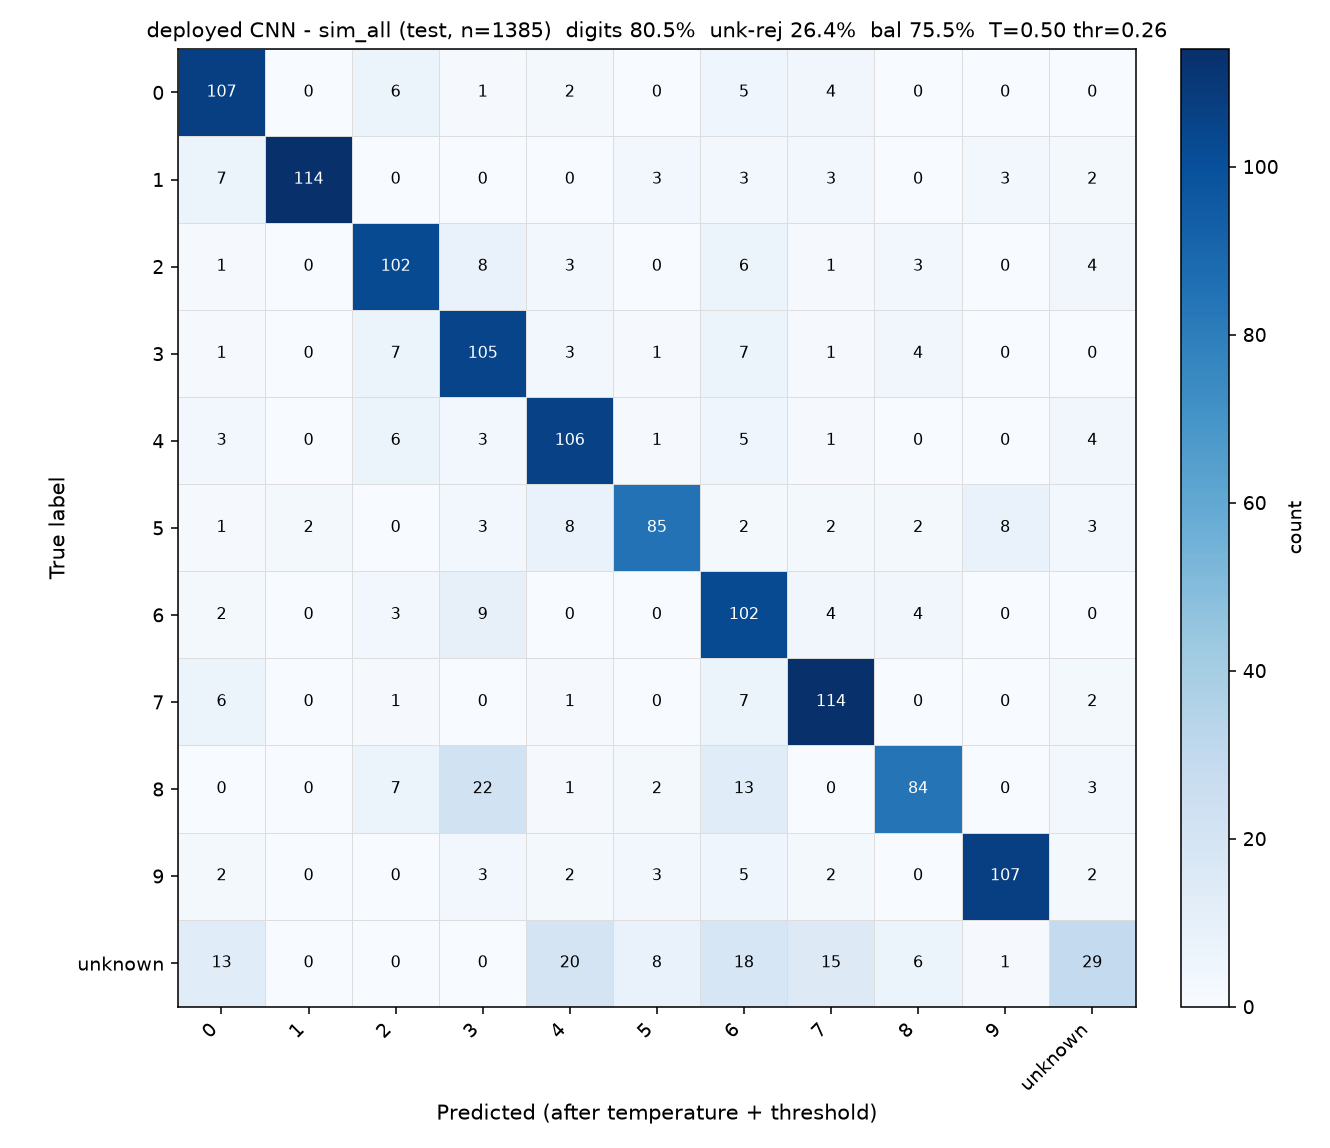 deployed CNN - sim_all (test, n=1385)  digits 80.5%  unk-rej 26.4%  bal 75.5%  T=0.50 thr=0.26
0 107 0 6 1 2 0 5 4 0 0 0
1 7 114 0 0 0 3 3 3 0 3 2
2 1 0 102 8 3 0 6 1 3 0 4
3 1 0 7 105 3 1 7 1 4 0 0
4 3 0 6 3 106 1 5 1 0 0 4
5 1 2 0 3 8 85 2 2 2 8 3
6 2 0 3 9 0 0 102 4 4 0 0
7 6 0 1 0 1 0 7 114 0 0 2
8 0 0 7 22 1 2 13 0 84 0 3
9 2 0 0 3 2 3 5 2 0 107 2
unknown 13 0 0 0 20 8 18 15 6 1 29
0 1 2 3 4 5 6 7 8 9 unknown
Predicted (after temperature + threshold)
True label
100
80
60
40
20
0
count